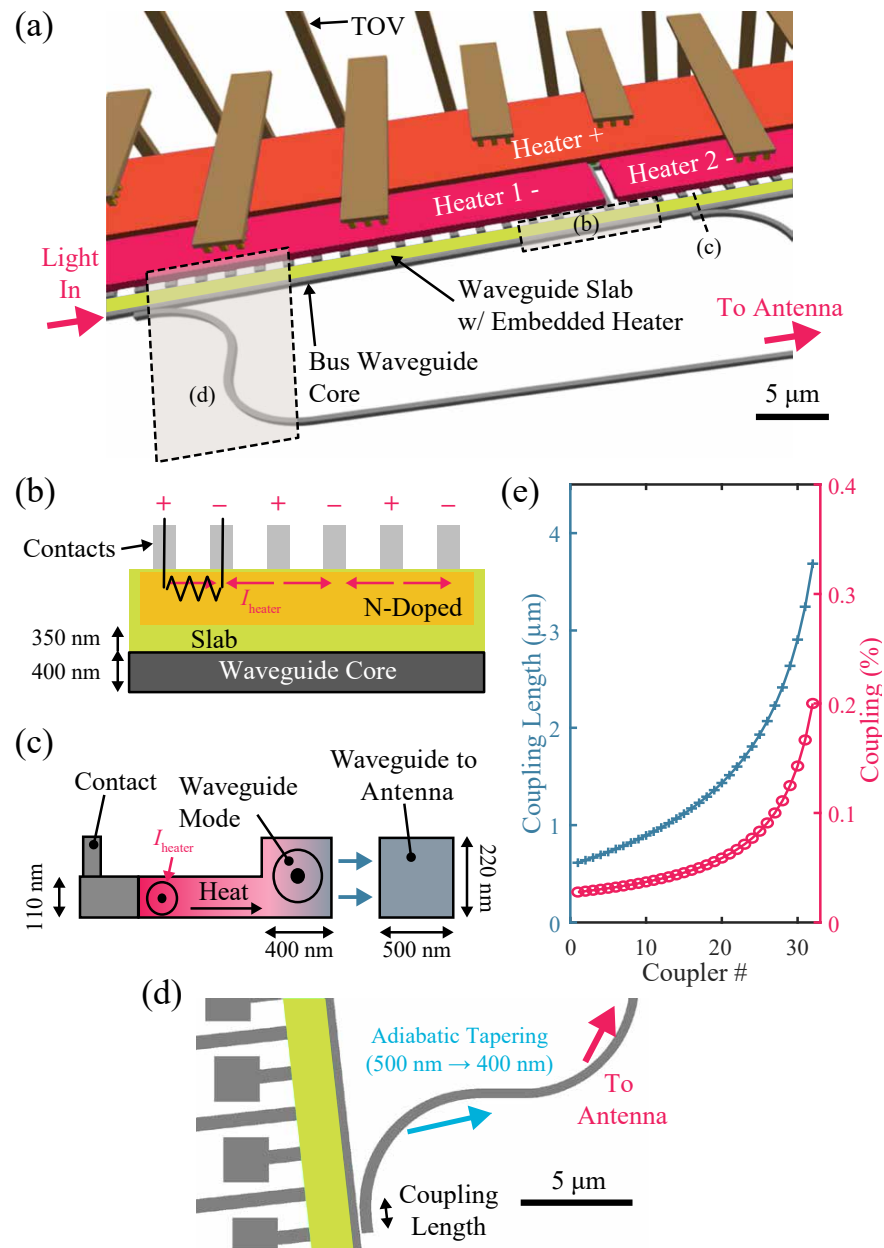 (a)
TOV
Heater +
Heater 1 -
Heater 2 -
(b)
(c)
Light
In
Waveguide Slab
w/ Embedded Heater
To Antenna
Bus Waveguide
Core
(d)
5 μm
(b)
+ - + - + -
Contacts
I heater
N-Doped
350 nm
Slab
400 nm
Waveguide Core
(c)
Contact
Waveguide
Mode
Waveguide to
Antenna
I heater
110 nm
Heat
220 nm
400 nm
500 nm
(e)
Coupling Length (μm)
4
3
2
1
0
Coupling (%)
0.4
0.3
0.2
0.1
0
0 10 20 30
Coupler #
(d)
Adiabatic Tapering
(500 nm → 400 nm)
To
Antenna
Coupling
Length
5 μm